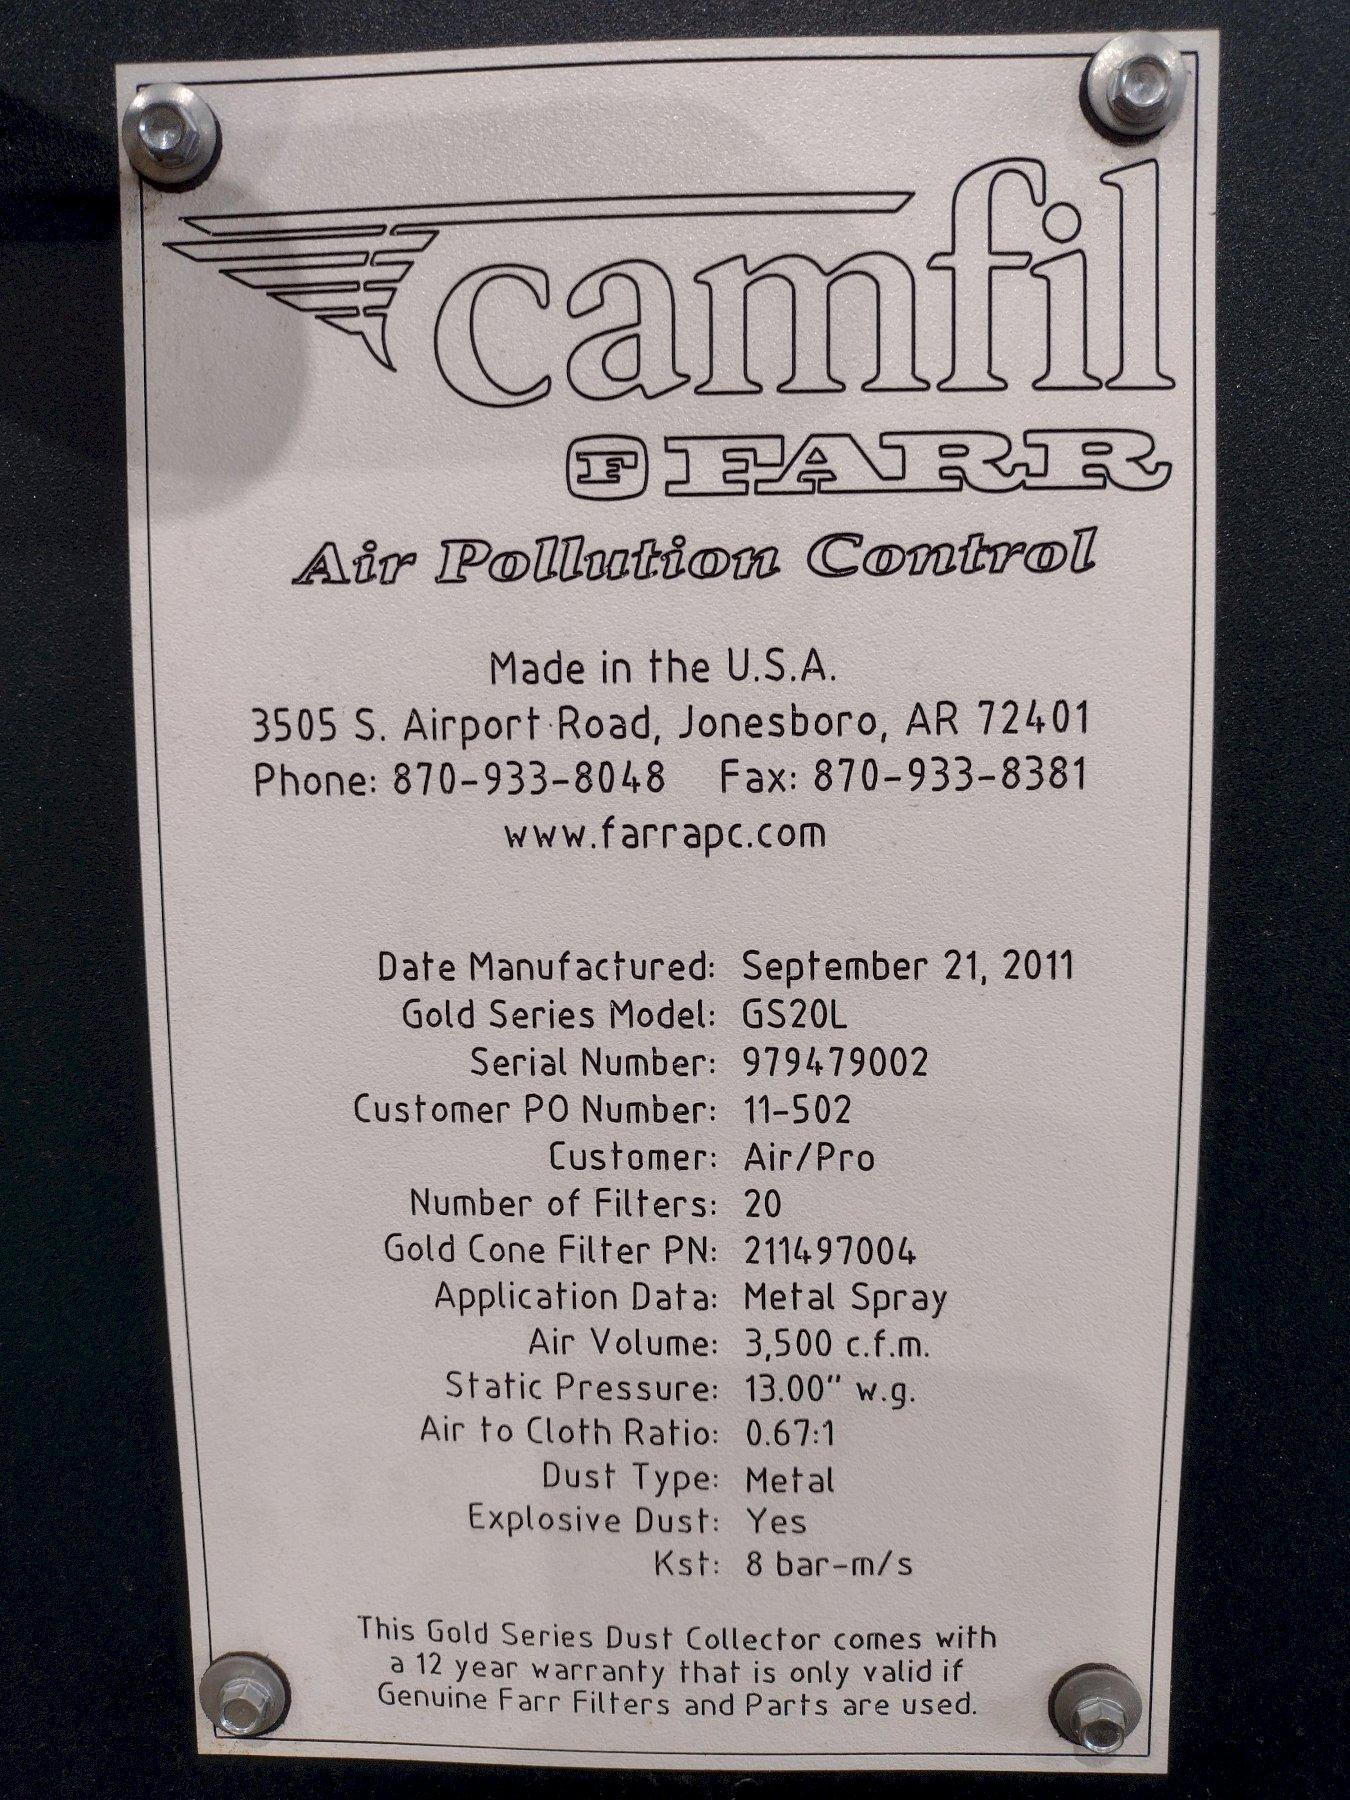 camfil
F FARR
Air Pollution Control
Made in the U.S.A.
3505 S. Airport Road, Jonesboro, AR 72401
Phone: 870-933-8048 Fax: 870-933-8381
www.farrapc.com
Date Manufactured: September 21, 2011
Gold Series Model: GS20L
Serial Number: 979479002
Customer PO Number: 11-502
Customer: Air/Pro
Number of Filters: 20
Gold Cone Filter PN: 211497004
Application Data: Metal Spray
Air Volume: 3,500 c.f.m.
Static Pressure: 13.00" w.g.
Air to Cloth Ratio: 0.67:1
Dust Type: Metal
Explosive Dust: Yes
Kst: 8 bar-m/s
This Gold Series Dust Collector comes with
a 12 year warranty that is only valid if
Genuine Farr Filters and Parts are used.